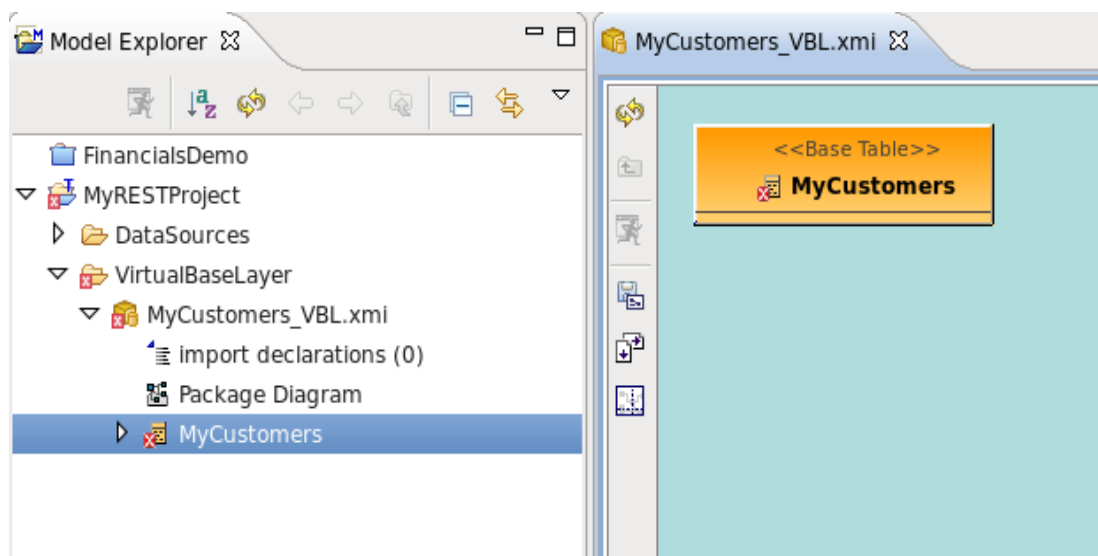 Model Explorer
MyCustomers_VBL.xmi
FinancialsDemo
MyRESTProject
DataSources
VirtualBaseLayer
MyCustomers_VBL.xmi
import declarations (0)
Package Diagram
MyCustomers
<<Base Table>>
MyCustomers